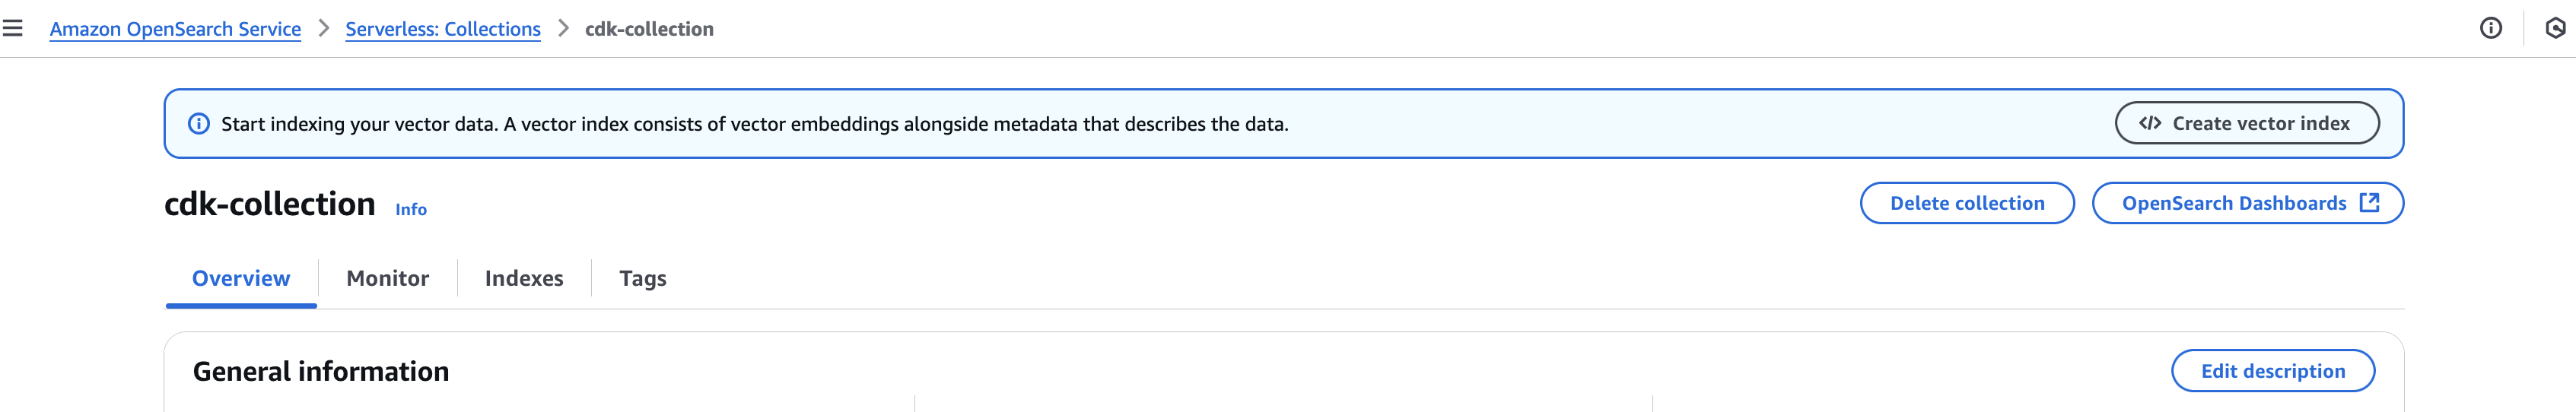 Amazon OpenSearch Service > Serverless: Collections > cdk-collection
Start indexing your vector data. A vector index consists of vector embeddings alongside metadata that describes the data.
</> Create vector index
cdk-collection Info
Delete collection
OpenSearch Dashboards
Overview
Monitor
Indexes
Tags
General information
Edit description